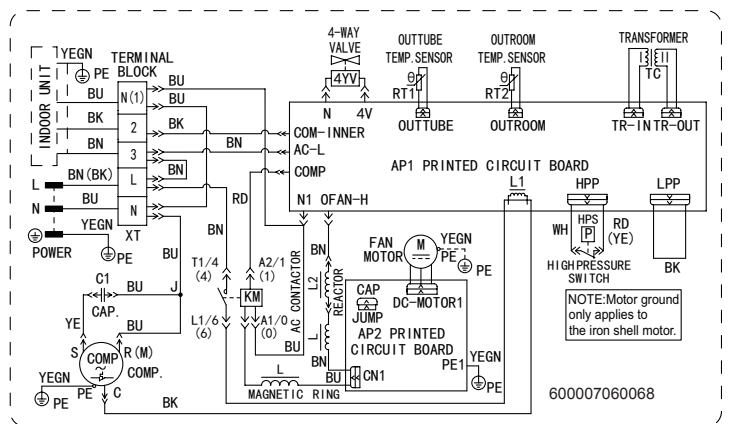 4-WAY
VALVE
4YV
OUTTUBE
TEMP.SENSOR
θ
RT1
OUTROOM
TEMP.SENSOR
θ
RT2
TRANSFORMER
I II
TC
INDOOR UNIT
YEGN
PE
TERMINAL
BLOCK
BU
BU
BU
N(1)
BK
2
BK
BN
3
BN
BN(BK)
L
BN
L
BU
N
N
YEGN
PE
POWER
XT
N
4V
OUTTUBE
OUTROOM
TR-IN
TR-OUT
COM-INNER
AC-L
COMP
AP1 PRINTED CIRCUIT BOARD
N1
OFAN-H
L1
HPP
LPP
BN
RD
BU
BN
WH
HPS
P
RD
(YE)
HIGH PRESSURE
SWITCH
BK
FAN
MOTOR
M
YEGN
PE
DC-MOTOR1
CAP
JUMP
AP2 PRINTED
CIRCUIT BOARD
CN1
PE1
YEGN
PE
NOTE:Motor ground
only applies to
the iron shell motor.
T1/4
(4)
A2/1
(1)
KM
L1/6
(6)
A1/0
(0)
AC CONTACTOR
L2
REACTOR
L
BN
BU
BU
L
MAGNETIC RING
C1
CAP.
BU
J
YE
BU
S
R(M)
COMP
~
COMP.
YEGN
PE
PE
C
BK
600007060068